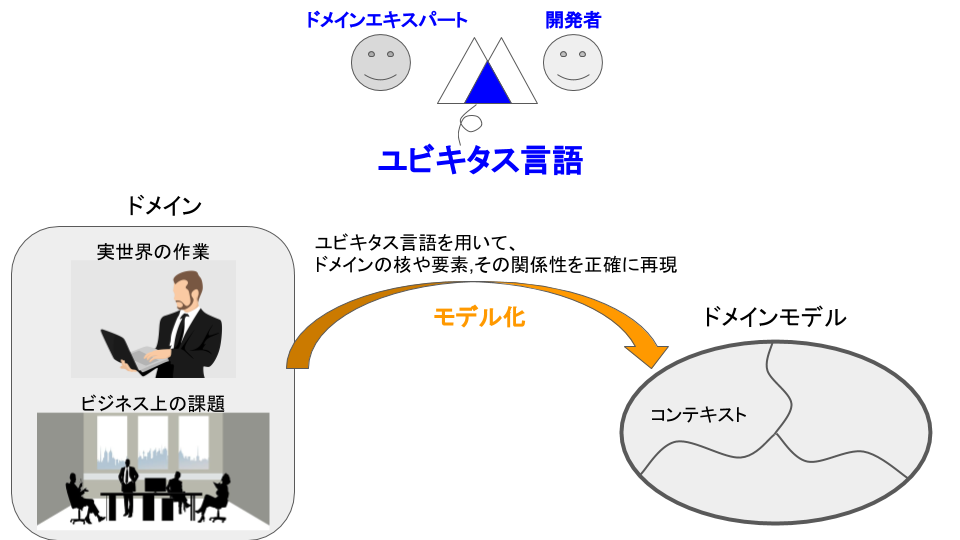 ドメインエキスパート
開発者
ユビキタス言語
ドメイン
実世界の作業
ビジネス上の課題
ユビキタス言語を用いて、
ドメインの核や要素,その関係性を正確に再現
モデル化
ドメインモデル
コンテキスト